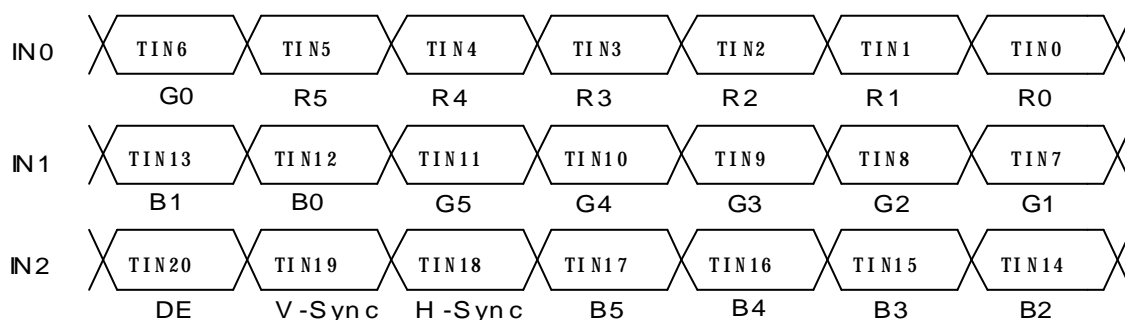 IN0 TIN6 TIN5 TIN4 TIN3 TIN2 TIN1 TIN0
G0 R5 R4 R3 R2 R1 R0
IN1 TIN13 TIN12 TIN11 TIN10 TIN9 TIN8 TIN7
B1 B0 G5 G4 G3 G2 G1
IN2 TIN20 TIN19 TIN18 TIN17 TIN16 TIN15 TIN14
DE V-Sync H-Sync B5 B4 B3 B2